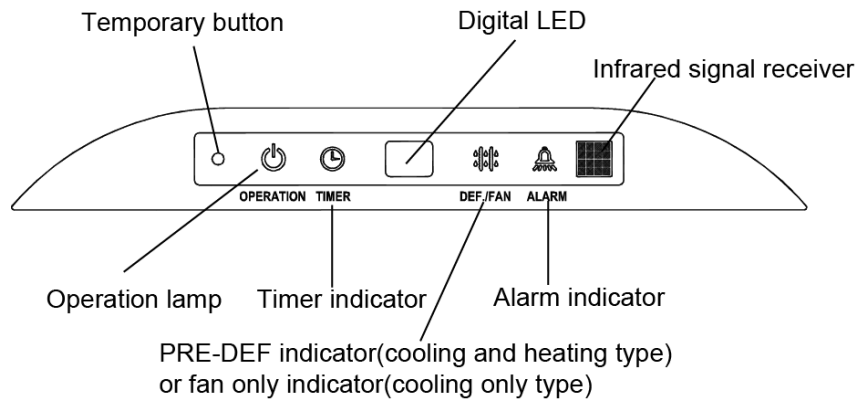 Temporary button
Digital LED
Infrared signal receiver
OPERATION
TIMER
DEF./FAN
ALARM
Operation lamp
Timer indicator
Alarm indicator
PRE-DEF indicator(cooling and heating type)
or fan only indicator(cooling only type)